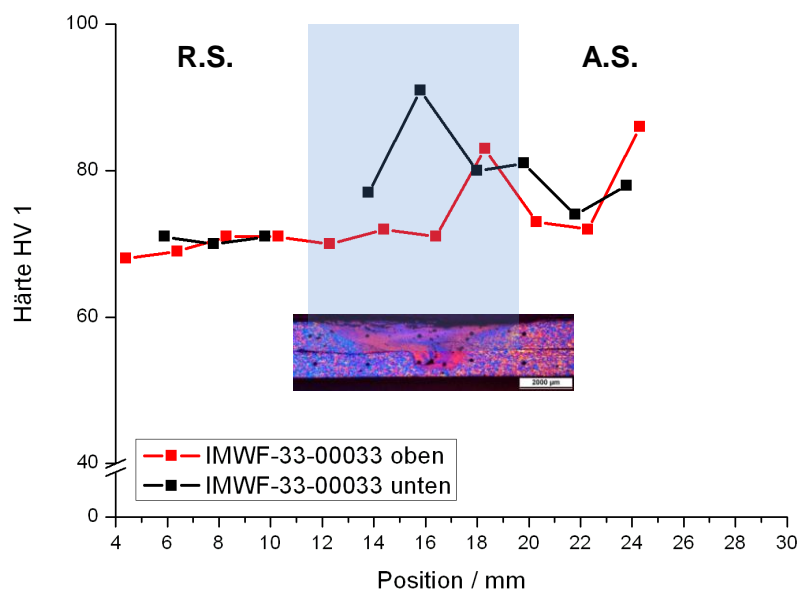 100
R.S.
A.S.
80
Härte HV 1
60
2000 µm
40
IMWF-33-00033 oben
IMWF-33-00033 unten
0
4 6 8 10 12 14 16 18 20 22 24 26 28 30
Position / mm